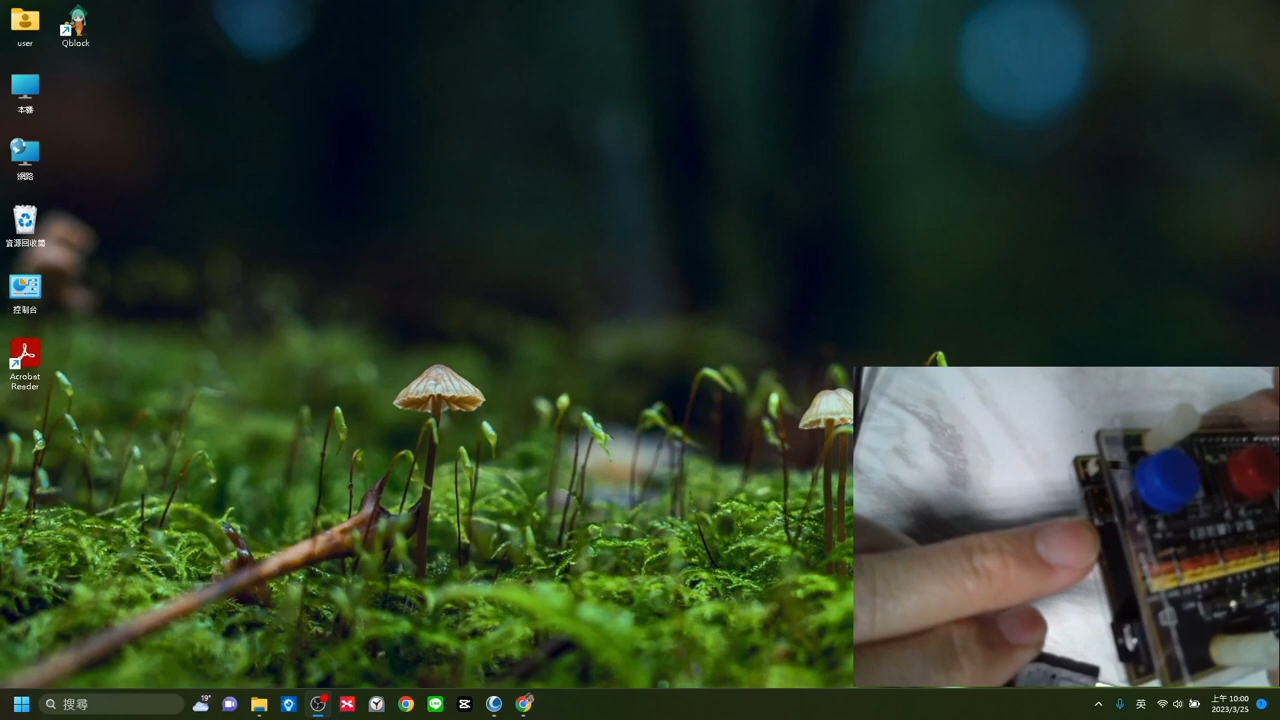 user
Qblock
本機
網路
資源回收筒
控制台
Acrobat
Reader
搜尋
19°
英
上午 10:00
2023/3/25
1